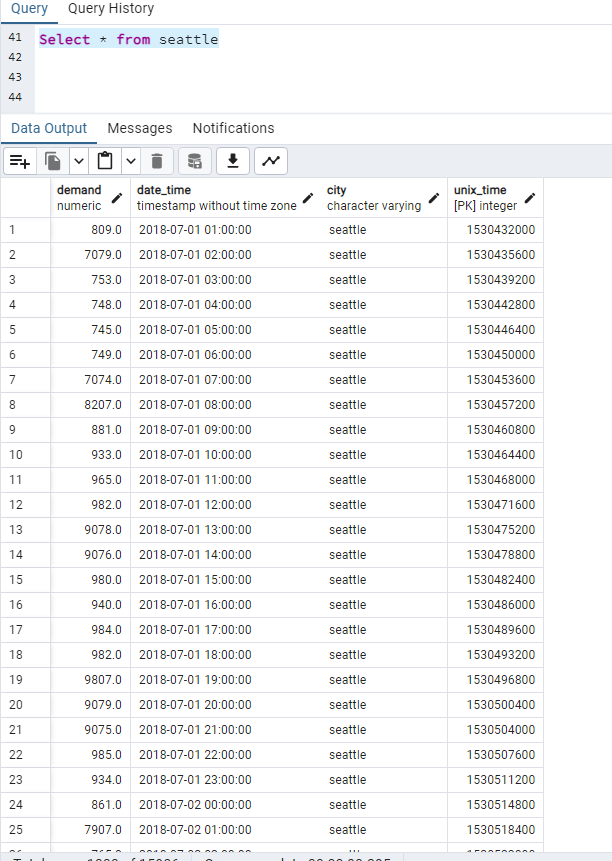 Query Query History
41 Select * from seattle
42
43
44
Data Output Messages Notifications
demand date_time city unix_time
numeric timestamp without time zone character varying [PK] integer
1 809.0 2018-07-01 01:00:00 seattle 1530432000
2 7079.0 2018-07-01 02:00:00 seattle 1530435600
3 753.0 2018-07-01 03:00:00 seattle 1530439200
4 748.0 2018-07-01 04:00:00 seattle 1530442800
5 745.0 2018-07-01 05:00:00 seattle 1530446400
6 749.0 2018-07-01 06:00:00 seattle 1530450000
7 7074.0 2018-07-01 07:00:00 seattle 1530453600
8 8207.0 2018-07-01 08:00:00 seattle 1530457200
9 881.0 2018-07-01 09:00:00 seattle 1530460800
10 933.0 2018-07-01 10:00:00 seattle 1530464400
11 965.0 2018-07-01 11:00:00 seattle 1530468000
12 982.0 2018-07-01 12:00:00 seattle 1530471600
13 9078.0 2018-07-01 13:00:00 seattle 1530475200
14 9076.0 2018-07-01 14:00:00 seattle 1530478800
15 980.0 2018-07-01 15:00:00 seattle 1530482400
16 940.0 2018-07-01 16:00:00 seattle 1530486000
17 984.0 2018-07-01 17:00:00 seattle 1530489600
18 982.0 2018-07-01 18:00:00 seattle 1530493200
19 9807.0 2018-07-01 19:00:00 seattle 1530496800
20 9079.0 2018-07-01 20:00:00 seattle 1530500400
21 9075.0 2018-07-01 21:00:00 seattle 1530504000
22 985.0 2018-07-01 22:00:00 seattle 1530507600
23 934.0 2018-07-01 23:00:00 seattle 1530511200
24 861.0 2018-07-02 00:00:00 seattle 1530514800
25 7907.0 2018-07-02 01:00:00 seattle 1530518400